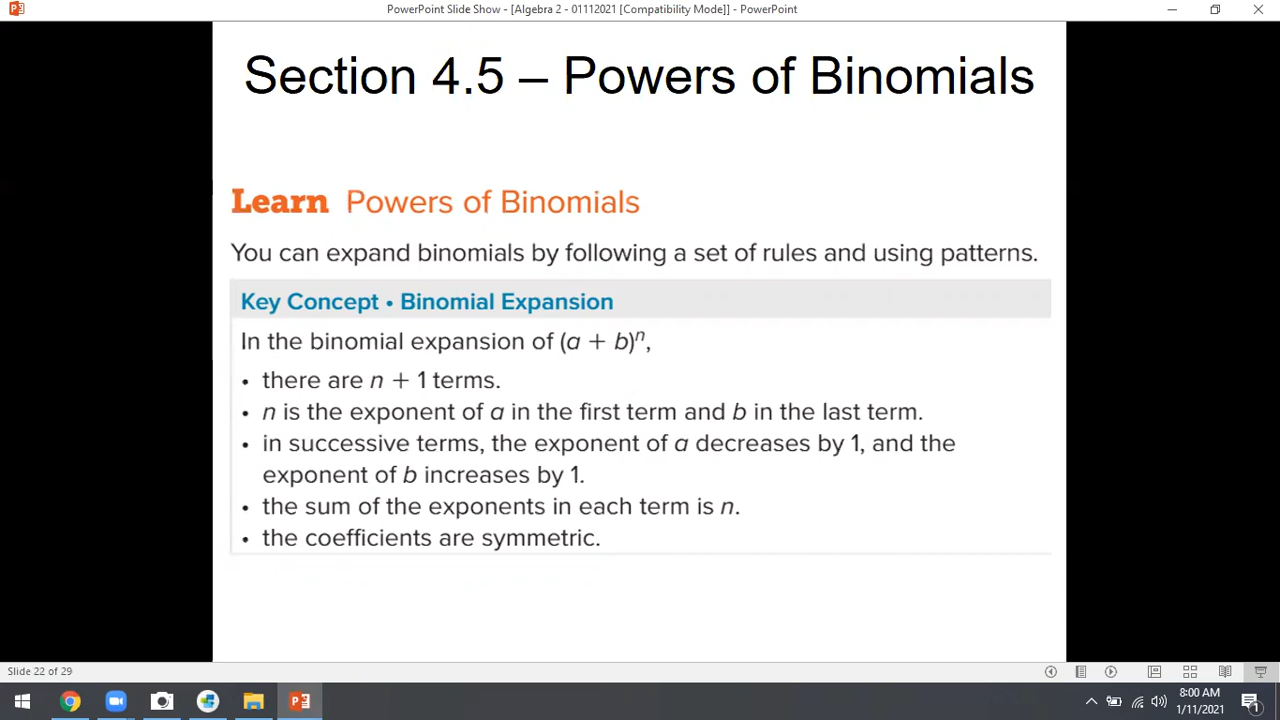 PowerPoint Slide Show - [Algebra 2 - 01112021 [Compatibility Mode]] - PowerPoint
Section 4.5 – Powers of Binomials
Learn Powers of Binomials
You can expand binomials by following a set of rules and using patterns.
Key Concept • Binomial Expansion
In the binomial expansion of (a + b)ⁿ,
• there are n + 1 terms.
• n is the exponent of a in the first term and b in the last term.
• in successive terms, the exponent of a decreases by 1, and the
exponent of b increases by 1.
• the sum of the exponents in each term is n.
• the coefficients are symmetric.
Slide 22 of 29
8:00 AM
1/11/2021
1